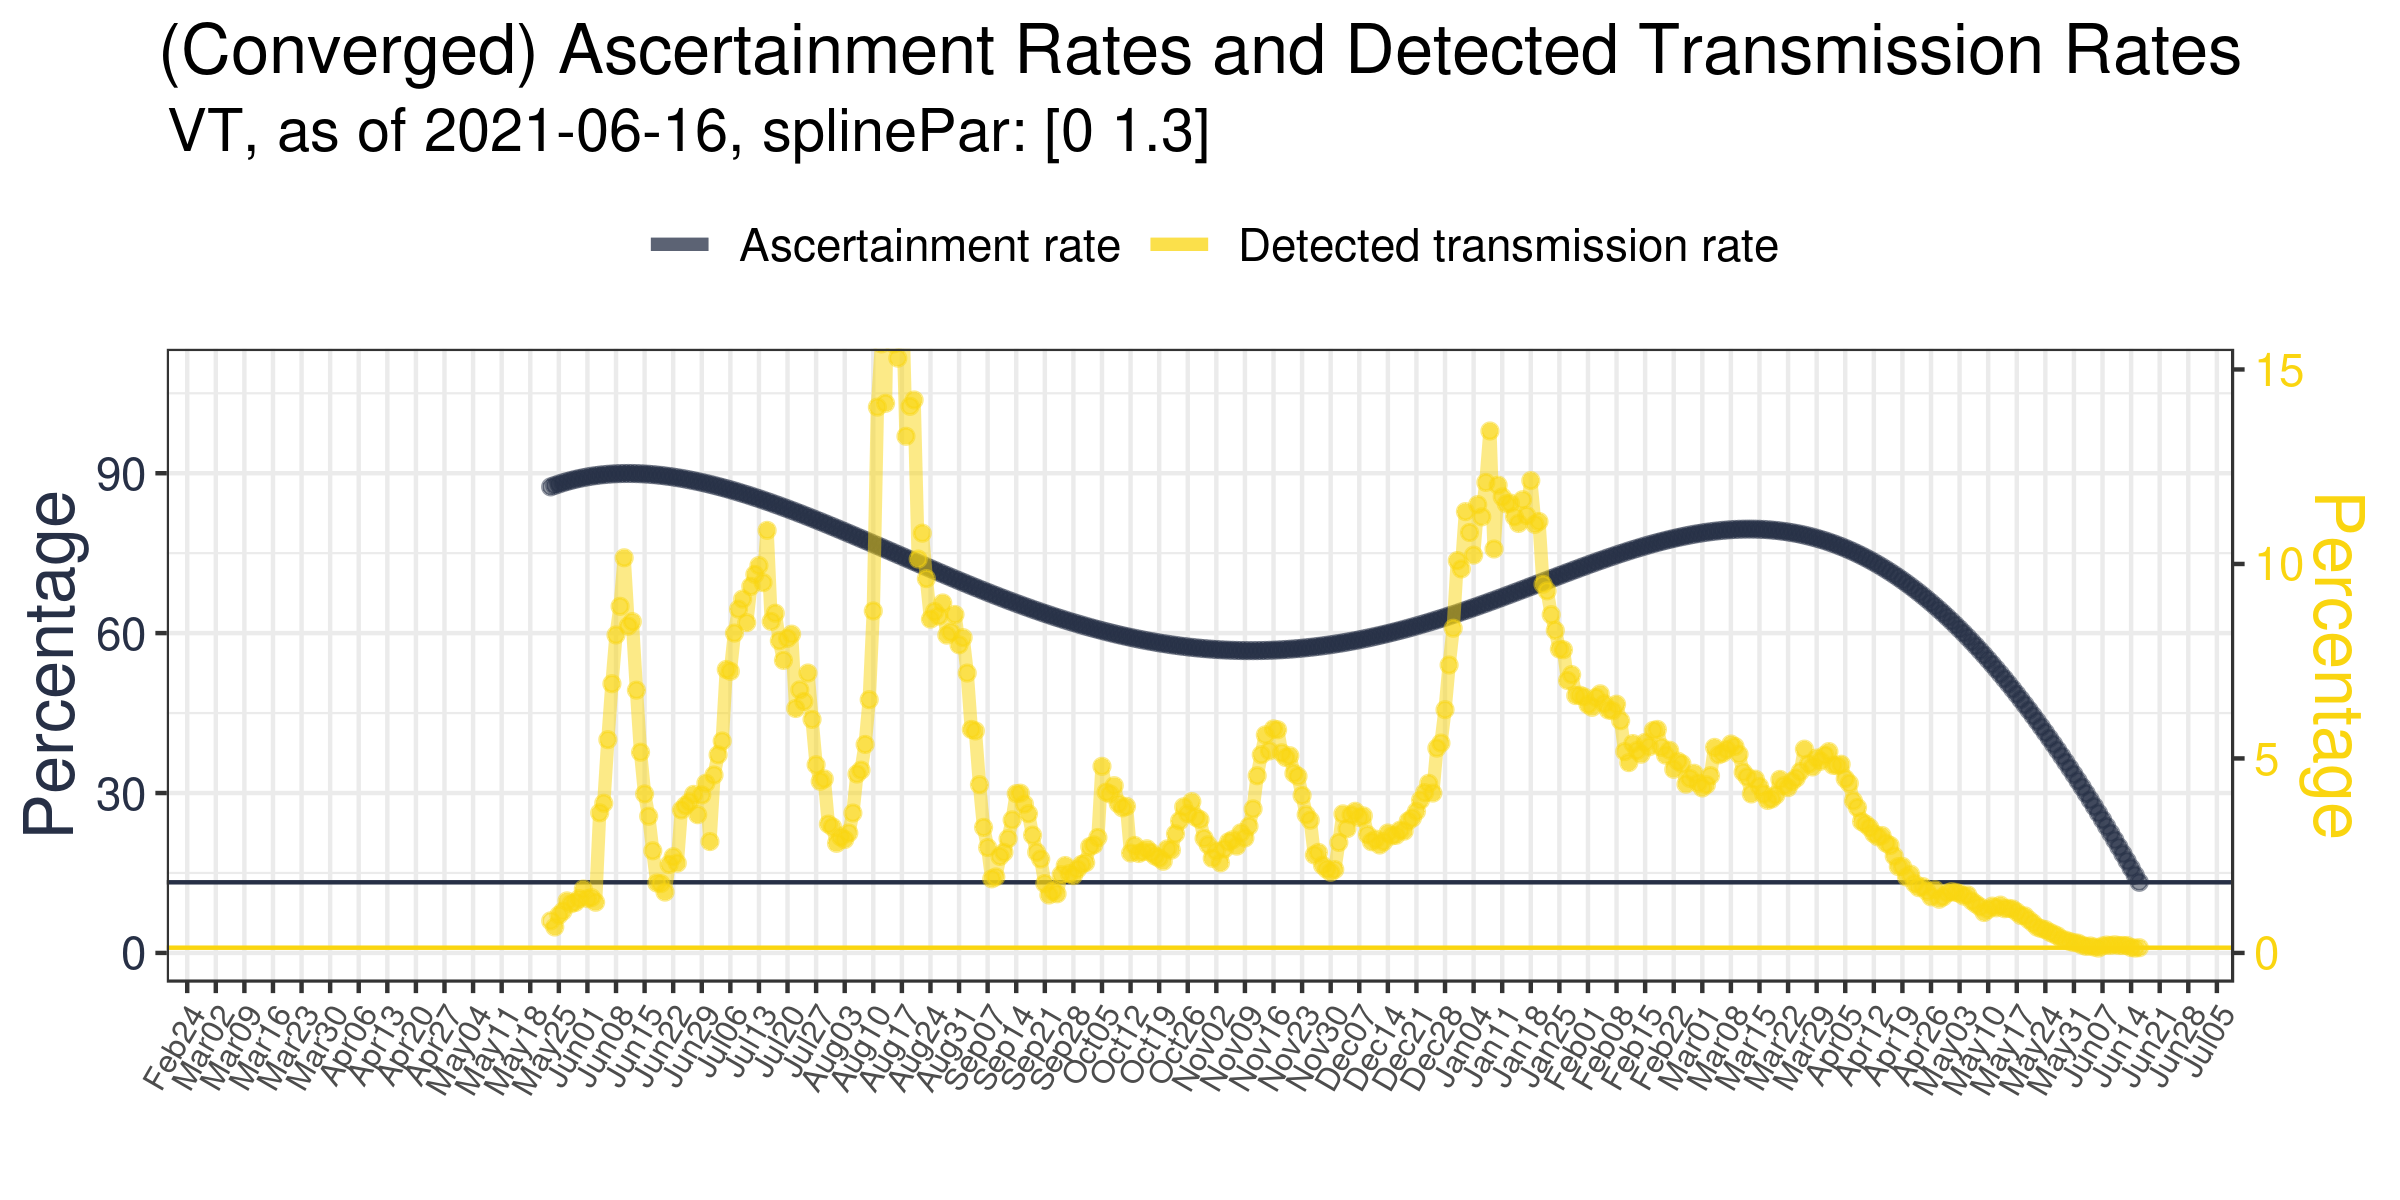 (Converged) Ascertainment Rates and Detected Transmission Rates
VT, as of 2021-06-16, splinePar: [0 1.3]
Ascertainment rate
Detected transmission rate
Percentage
90
60
30
0
15
10
5
0
Percentage
Feb24
Mar02
Mar09
Mar16
Mar23
Mar30
Apr06
Apr13
Apr20
Apr27
May04
May11
May18
May25
Jun01
Jun08
Jun15
Jun22
Jun29
Jul06
Jul13
Jul20
Jul27
Aug03
Aug10
Aug17
Aug24
Aug31
Sep07
Sep14
Sep21
Sep28
Oct05
Oct12
Oct19
Oct26
Nov02
Nov09
Nov16
Nov23
Nov30
Dec07
Dec14
Dec21
Dec28
Jan04
Jan11
Jan18
Jan25
Feb01
Feb08
Feb15
Feb22
Mar01
Mar08
Mar15
Mar22
Mar29
Apr05
Apr12
Apr19
Apr26
May03
May10
May17
May24
May31
Jun07
Jun14
Jun21
Jun28
Jul05